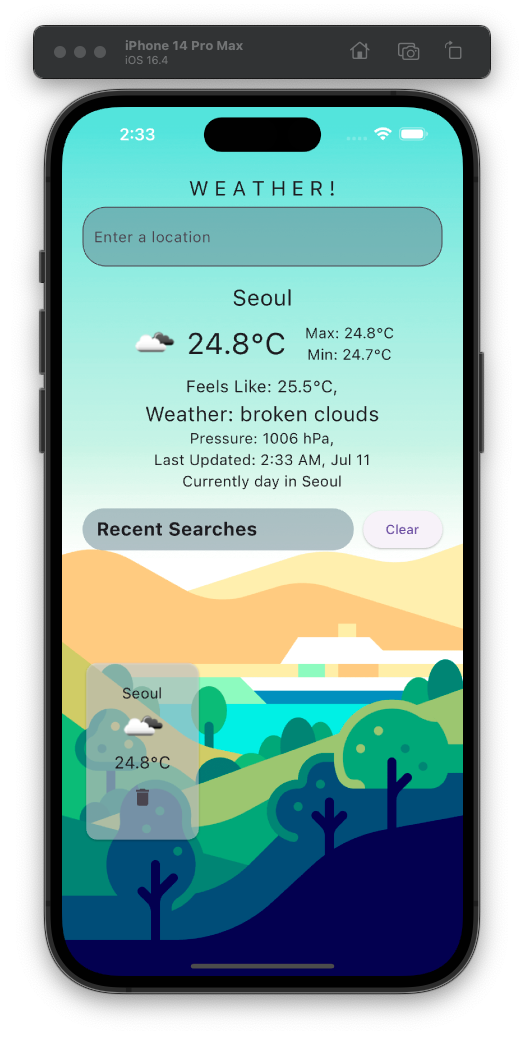 iPhone 14 Pro Max
iOS 16.4
2:33
WEATHER!
Enter a location
Seoul
24.8°C
Max: 24.8°C
Min: 24.7°C
Feels Like: 25.5°C,
Weather: broken clouds
Pressure: 1006 hPa,
Last Updated: 2:33 AM, Jul 11
Currently day in Seoul
Recent Searches
Clear
Seoul
24.8°C